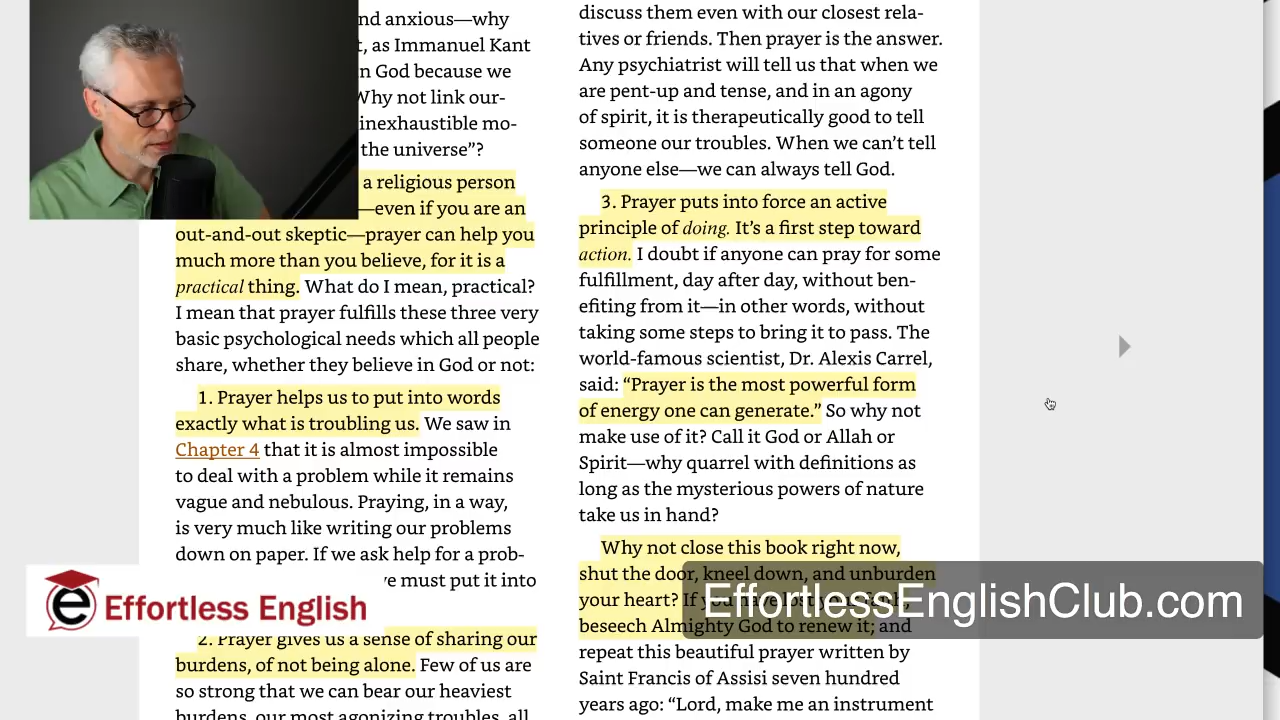 nd anxious—why
t, as Immanuel Kant
n God because we
Why not link our-
inexhaustible mo-
the universe”?
a religious person
—even if you are an
out-and-out skeptic—prayer can help you
much more than you believe, for it is a
practical thing. What do I mean, practical?
I mean that prayer fulfills these three very
basic psychological needs which all people
share, whether they believe in God or not:
1. Prayer helps us to put into words
exactly what is troubling us. We saw in
Chapter 4 that it is almost impossible
to deal with a problem while it remains
vague and nebulous. Praying, in a way,
is very much like writing our problems
down on paper. If we ask help for a prob-
e must put it into
2. Prayer gives us a sense of sharing our
burdens, of not being alone. Few of us are
so strong that we can bear our heaviest
burdens, our most agonizing troubles, all
discuss them even with our closest rela-
tives or friends. Then prayer is the answer.
Any psychiatrist will tell us that when we
are pent-up and tense, and in an agony
of spirit, it is therapeutically good to tell
someone our troubles. When we can’t tell
anyone else—we can always tell God.
3. Prayer puts into force an active
principle of doing. It’s a first step toward
action. I doubt if anyone can pray for some
fulfillment, day after day, without ben-
efiting from it—in other words, without
taking some steps to bring it to pass. The
world-famous scientist, Dr. Alexis Carrel,
said: “Prayer is the most powerful form
of energy one can generate.” So why not
make use of it? Call it God or Allah or
Spirit—why quarrel with definitions as
long as the mysterious powers of nature
take us in hand?
Why not close this book right now,
shut the door, kneel down, and unburden
your heart? If you have lost your faith,
beseech Almighty God to renew it; and
repeat this beautiful prayer written by
Saint Francis of Assisi seven hundred
years ago: “Lord, make me an instrument
e Effortless English
EffortlessEnglishClub.com